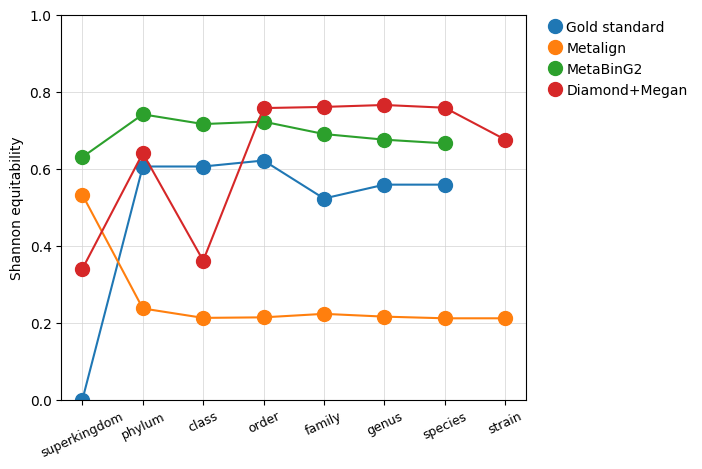 1.0
0.8
0.6
0.4
0.2
0.0
Shannon equitability
superkingdom
phylum
class
order
family
genus
species
strain
Gold standard
Metalign
MetaBinG2
Diamond+Megan